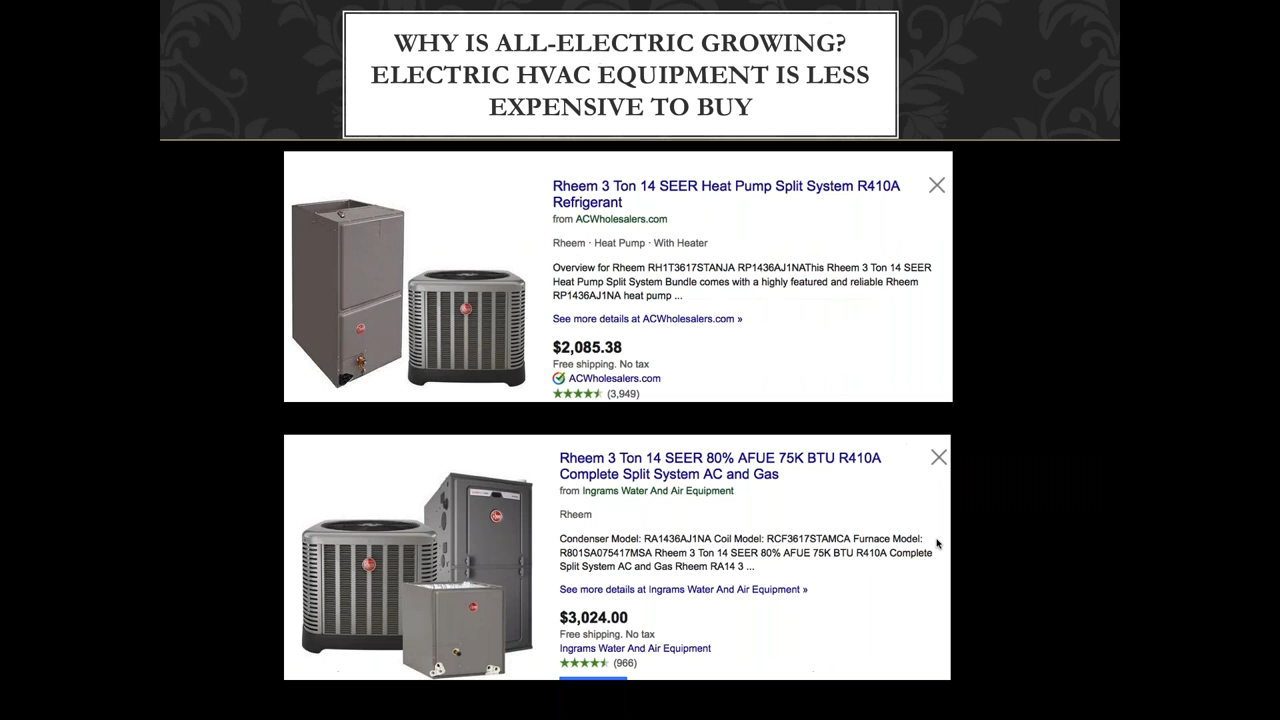 WHY IS ALL-ELECTRIC GROWING?
ELECTRIC HVAC EQUIPMENT IS LESS
EXPENSIVE TO BUY
Rheem 3 Ton 14 SEER Heat Pump Split System R410A
Refrigerant
from ACWholesalers.com
Rheem · Heat Pump · With Heater
Overview for Rheem RH1T3617STANJA RP1436AJ1NAThis Rheem 3 Ton 14 SEER
Heat Pump Split System Bundle comes with a highly featured and reliable Rheem
RP1436AJ1NA heat pump ...
See more details at ACWholesalers.com »
$2,085.38
Free shipping. No tax
ACWholesalers.com
(3,949)
Rheem 3 Ton 14 SEER 80% AFUE 75K BTU R410A
Complete Split System AC and Gas
from Ingrams Water And Air Equipment
Rheem
Condenser Model: RA1436AJ1NA Coil Model: RCF3617STAMCA Furnace Model:
R801SA075417MSA Rheem 3 Ton 14 SEER 80% AFUE 75K BTU R410A Complete
Split System AC and Gas Rheem RA14 3 ...
See more details at Ingrams Water And Air Equipment »
$3,024.00
Free shipping. No tax
Ingrams Water And Air Equipment
(966)